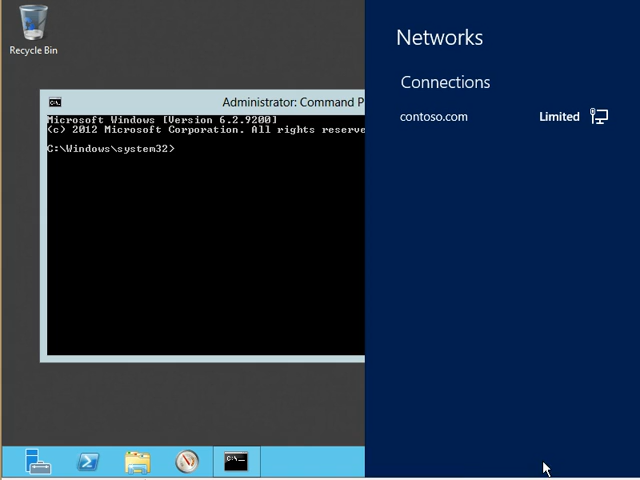 Recycle Bin
Administrator: Command P
Microsoft Windows [Version 6.2.9200]
(c) 2012 Microsoft Corporation. All rights reserve
C:\Windows\system32>
Networks
Connections
contoso.com Limited